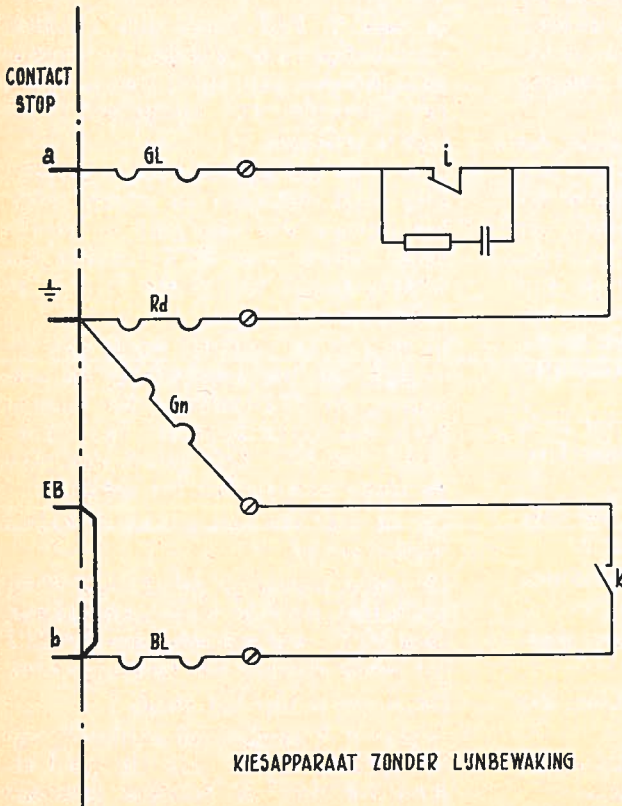 CONTACT
STOP
a
GL
i
Rd
Gn
EB
k
b
BL
KIESAPPARAAT ZONDER LIJNBEWAKING